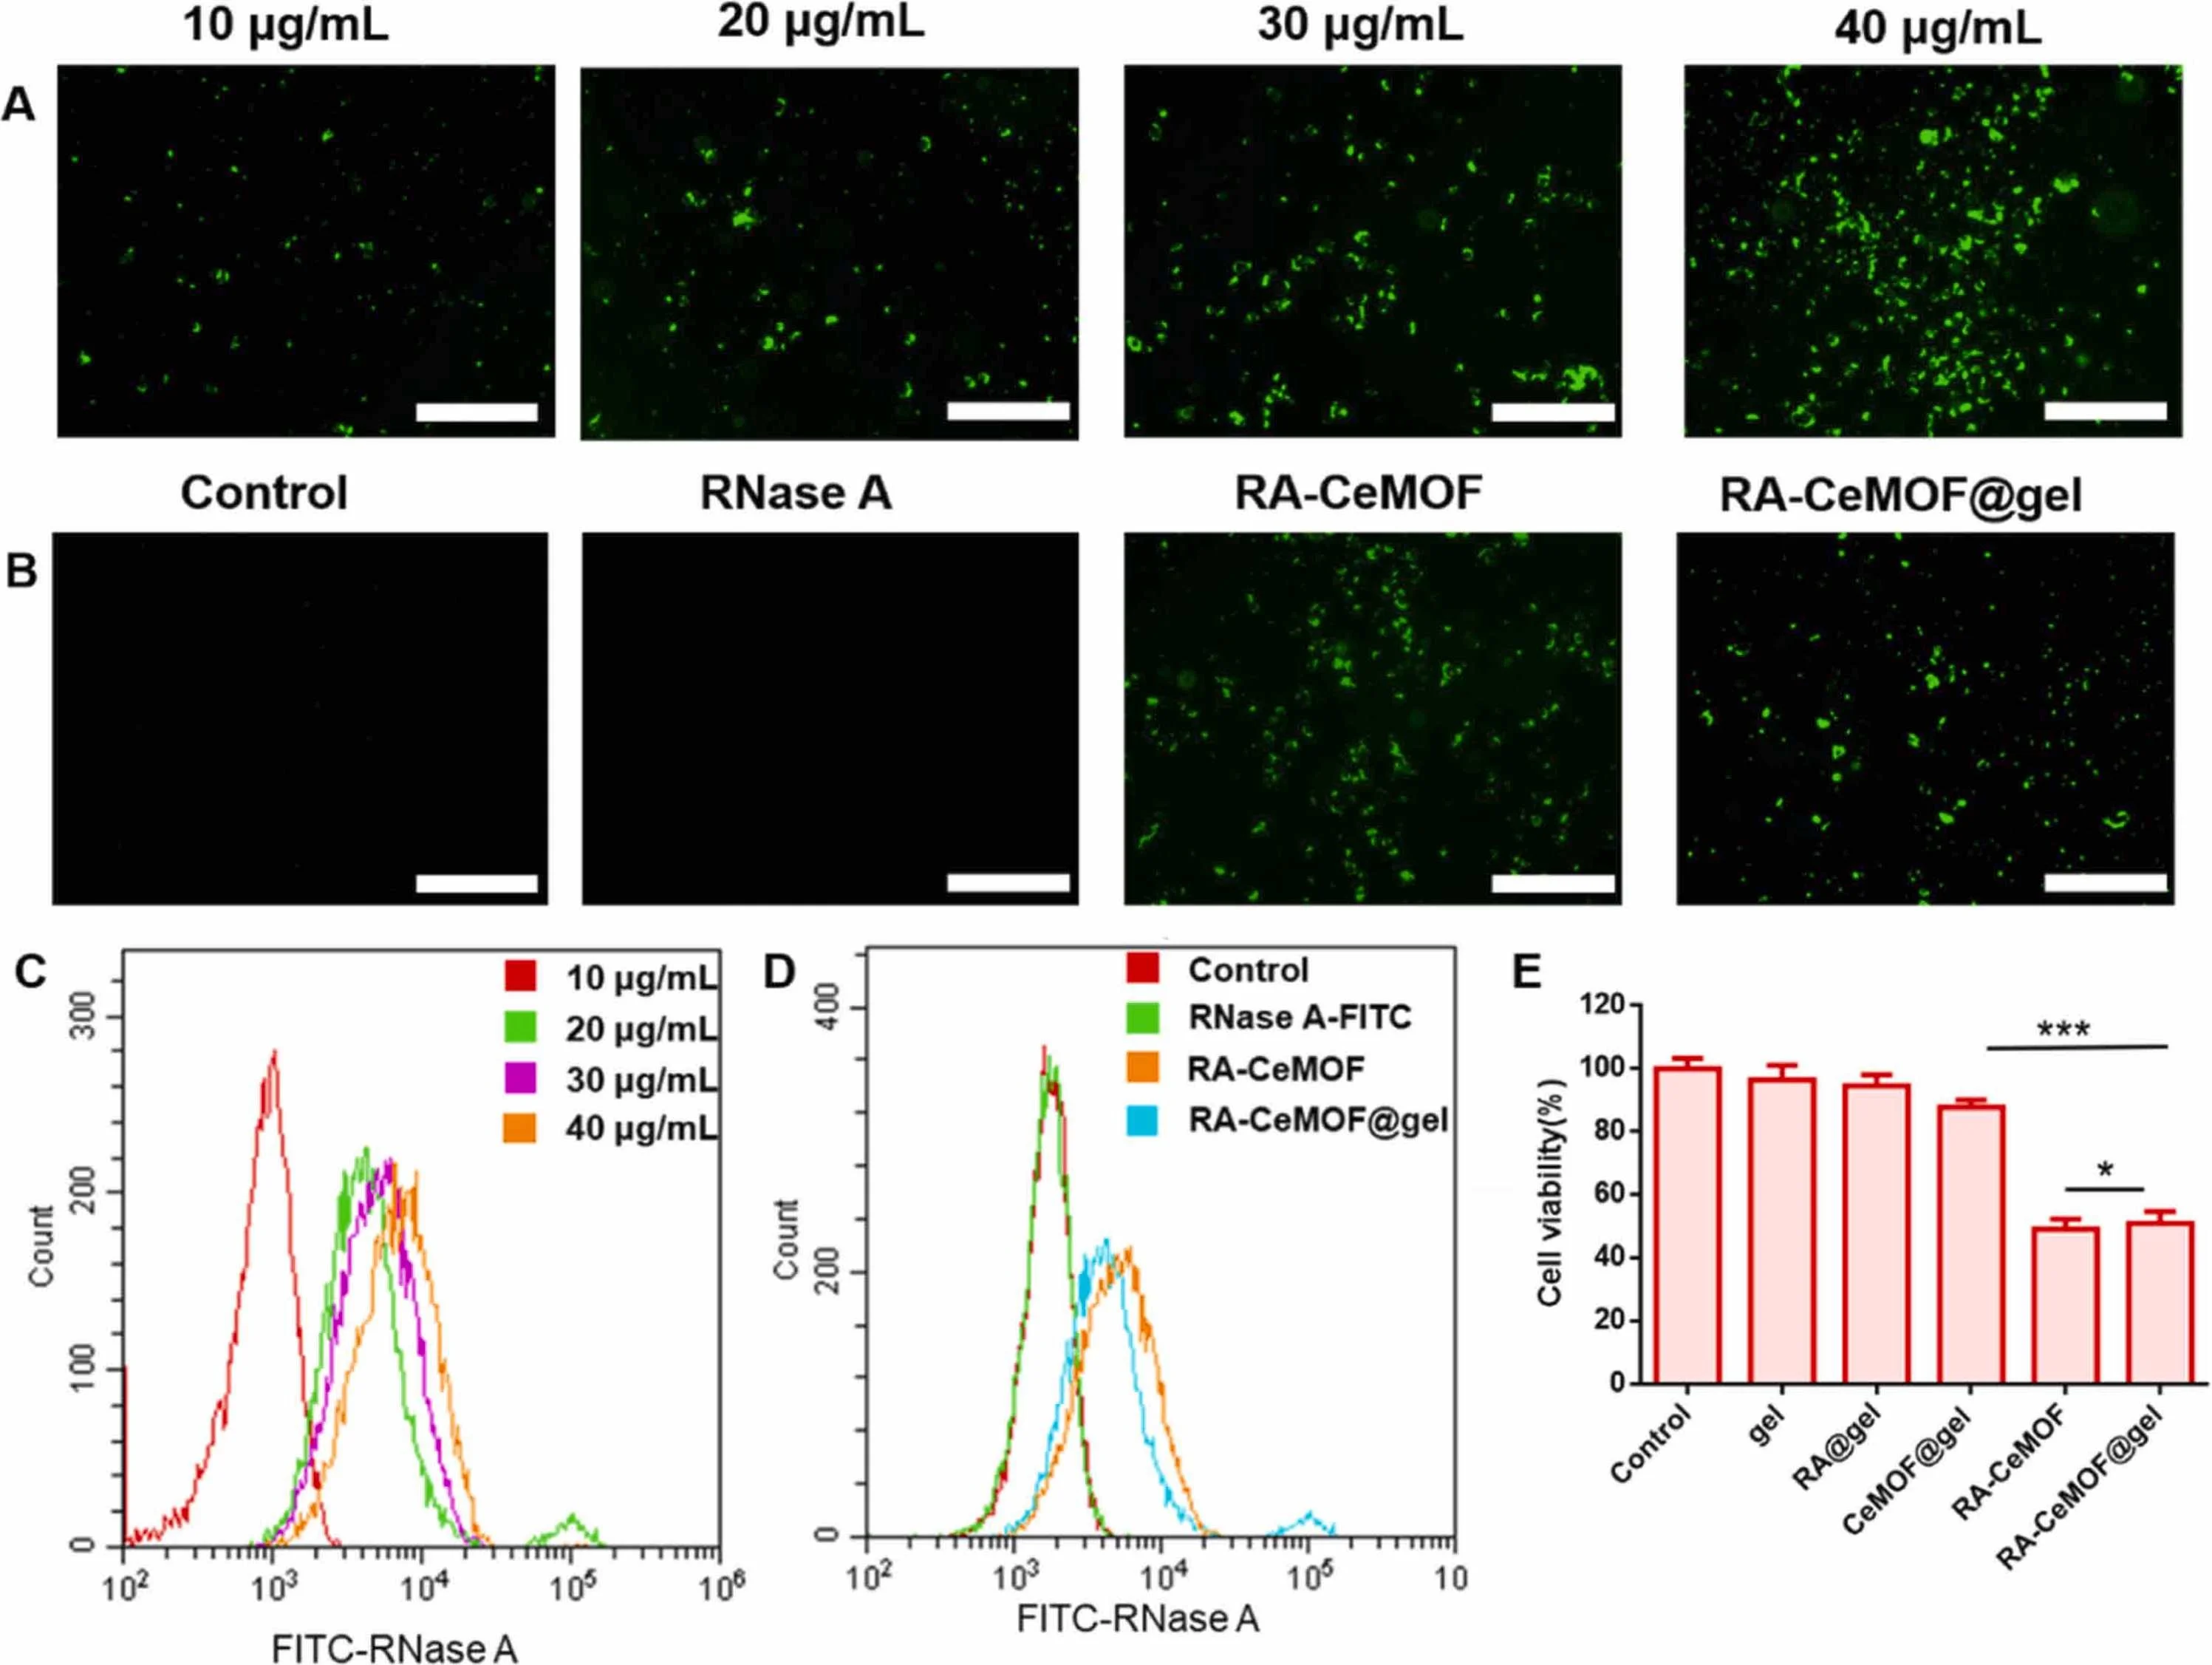 10 µg/mL 20 µg/mL 30 µg/mL 40 µg/mL
A
Control RNase A RA-CeMOF RA-CeMOF@gel
B
C
300
200
100
0
Count
10 µg/mL
20 µg/mL
30 µg/mL
40 µg/mL
10² 10³ 10⁴ 10⁵ 10⁶
FITC-RNase A
D
400
200
0
Count
Control
RNase A-FITC
RA-CeMOF
RA-CeMOF@gel
10² 10³ 10⁴ 10⁵ 10
FITC-RNase A
E
120
100
80
60
40
20
0
Cell viability(%)
***
*
Control
gel
RA@gel
CeMOF@gel
RA-CeMOF
RA-CeMOF@gel